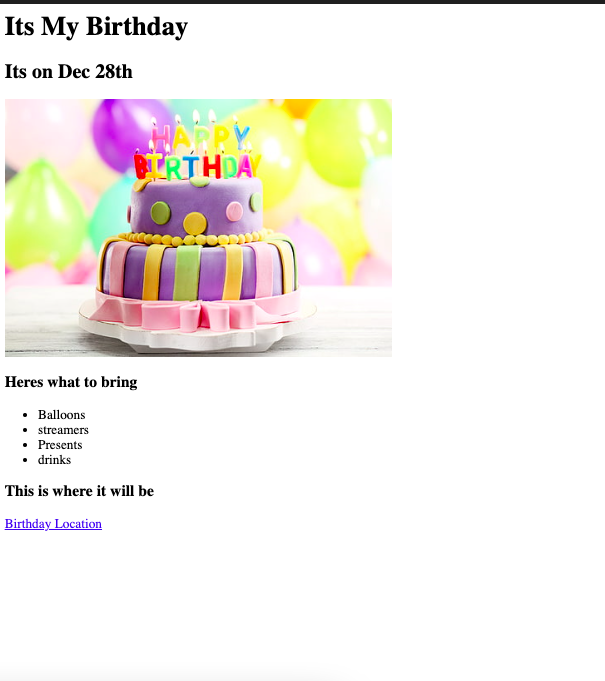 Its My Birthday
Its on Dec 28th
HAPPY
BIRTHDAY
Heres what to bring
Balloons
streamers
Presents
drinks
This is where it will be
Birthday Location